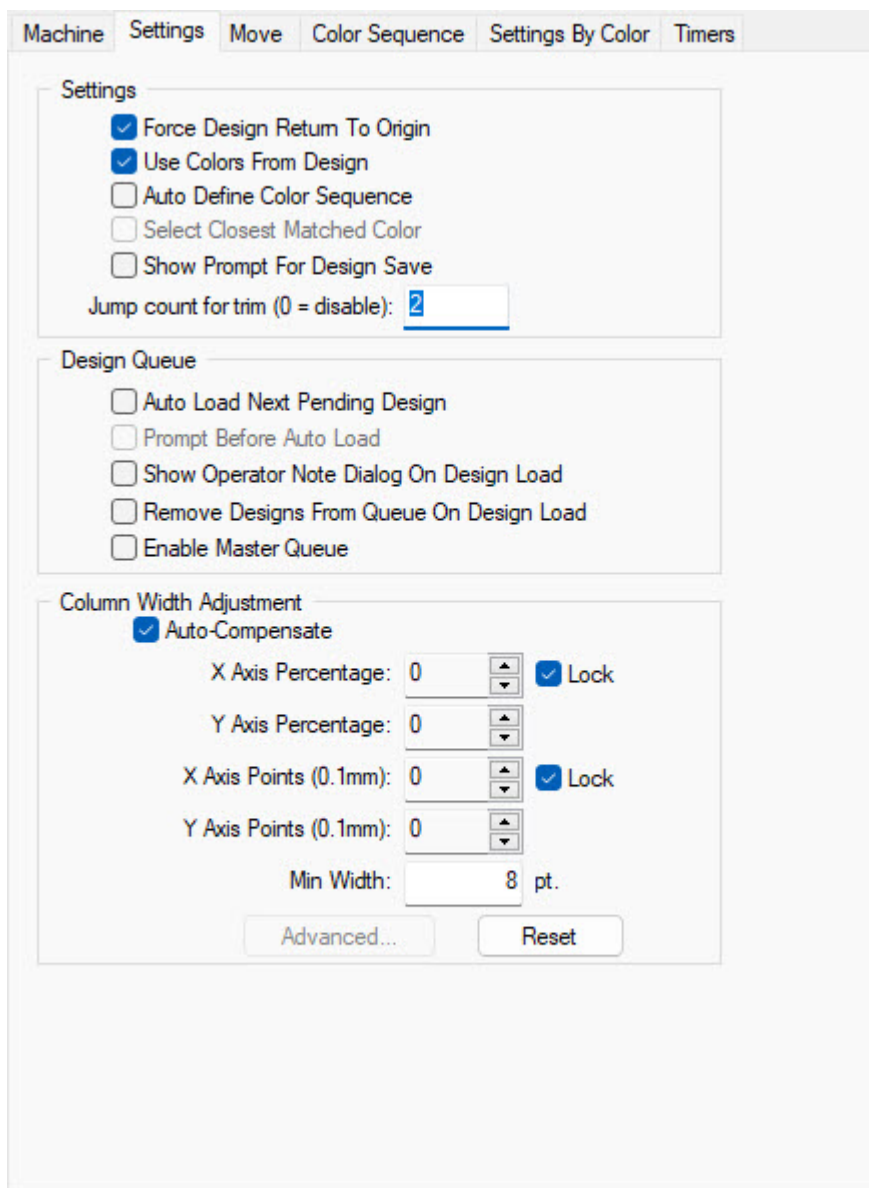 Machine Settings Move Color Sequence Settings By Color Timers
Settings
Force Design Return To Origin
Use Colors From Design
Auto Define Color Sequence
Select Closest Matched Color
Show Prompt For Design Save
Jump count for trim (0 = disable): 2
Design Queue
Auto Load Next Pending Design
Prompt Before Auto Load
Show Operator Note Dialog On Design Load
Remove Designs From Queue On Design Load
Enable Master Queue
Column Width Adjustment
Auto-Compensate
X Axis Percentage: 0 Lock
Y Axis Percentage: 0
X Axis Points (0.1mm): 0 Lock
Y Axis Points (0.1mm): 0
Min Width: 8 pt.
Advanced... Reset